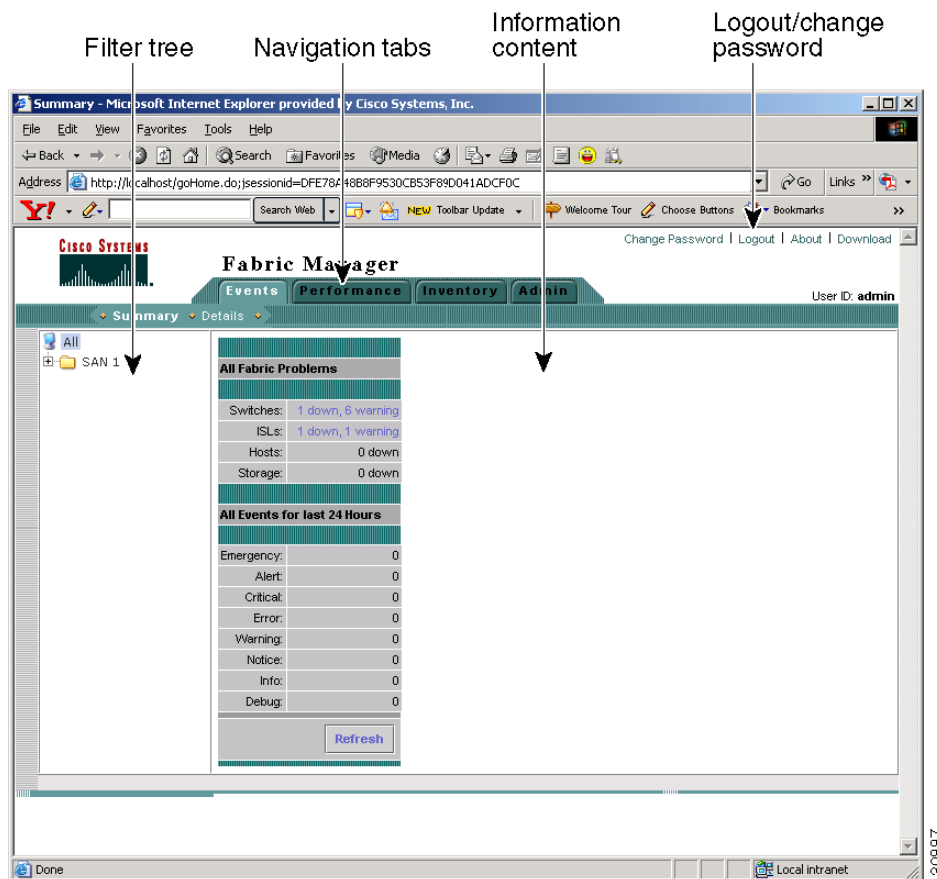 Filter tree
Navigation tabs
Information
content
Logout/change
password
Summary - Microsoft Internet Explorer provided by Cisco Systems, Inc.
File Edit View Favorites Tools Help
Back Search Favorites Media
Address http://localhost/goHome.do;jsessionid=DFE78A48B8F9530CB53F89D041ADCF0C Go Links »
Y! Search Web NEW Toolbar Update Welcome Tour Choose Buttons Bookmarks »
Change Password | Logout | About | Download
CISCO SYSTEMS
Fabric Manager
Events Performance Inventory Admin
User ID: admin
Summary Details
All
SAN 1
All Fabric Problems
Switches: 1 down, 6 warning
ISLs: 1 down, 1 warning
Hosts: 0 down
Storage: 0 down
All Events for last 24 Hours
Emergency: 0
Alert: 0
Critical: 0
Error: 0
Warning: 0
Notice: 0
Info: 0
Debug: 0
Refresh
Done Local intranet